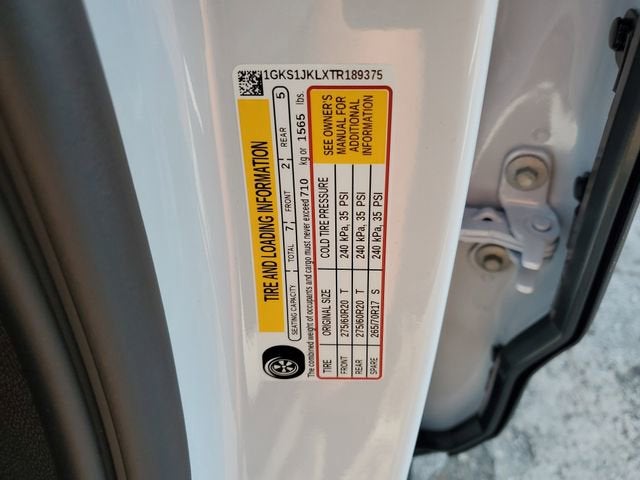 1GKS1JKLXTR189375
TIRE AND LOADING INFORMATION
SEATING CAPACITY TOTAL 7 FRONT 2 REAR 5
The combined weight of occupants and cargo must never exceed 710 kg or 1565 lbs.
TIRE ORIGINAL SIZE COLD TIRE PRESSURE
FRONT 275/60R20 T 240 kPa, 35 PSI
REAR 275/60R20 T 240 kPa, 35 PSI
SPARE 265/70R17 S 240 kPa, 35 PSI
SEE OWNER'S
MANUAL FOR
ADDITIONAL
INFORMATION